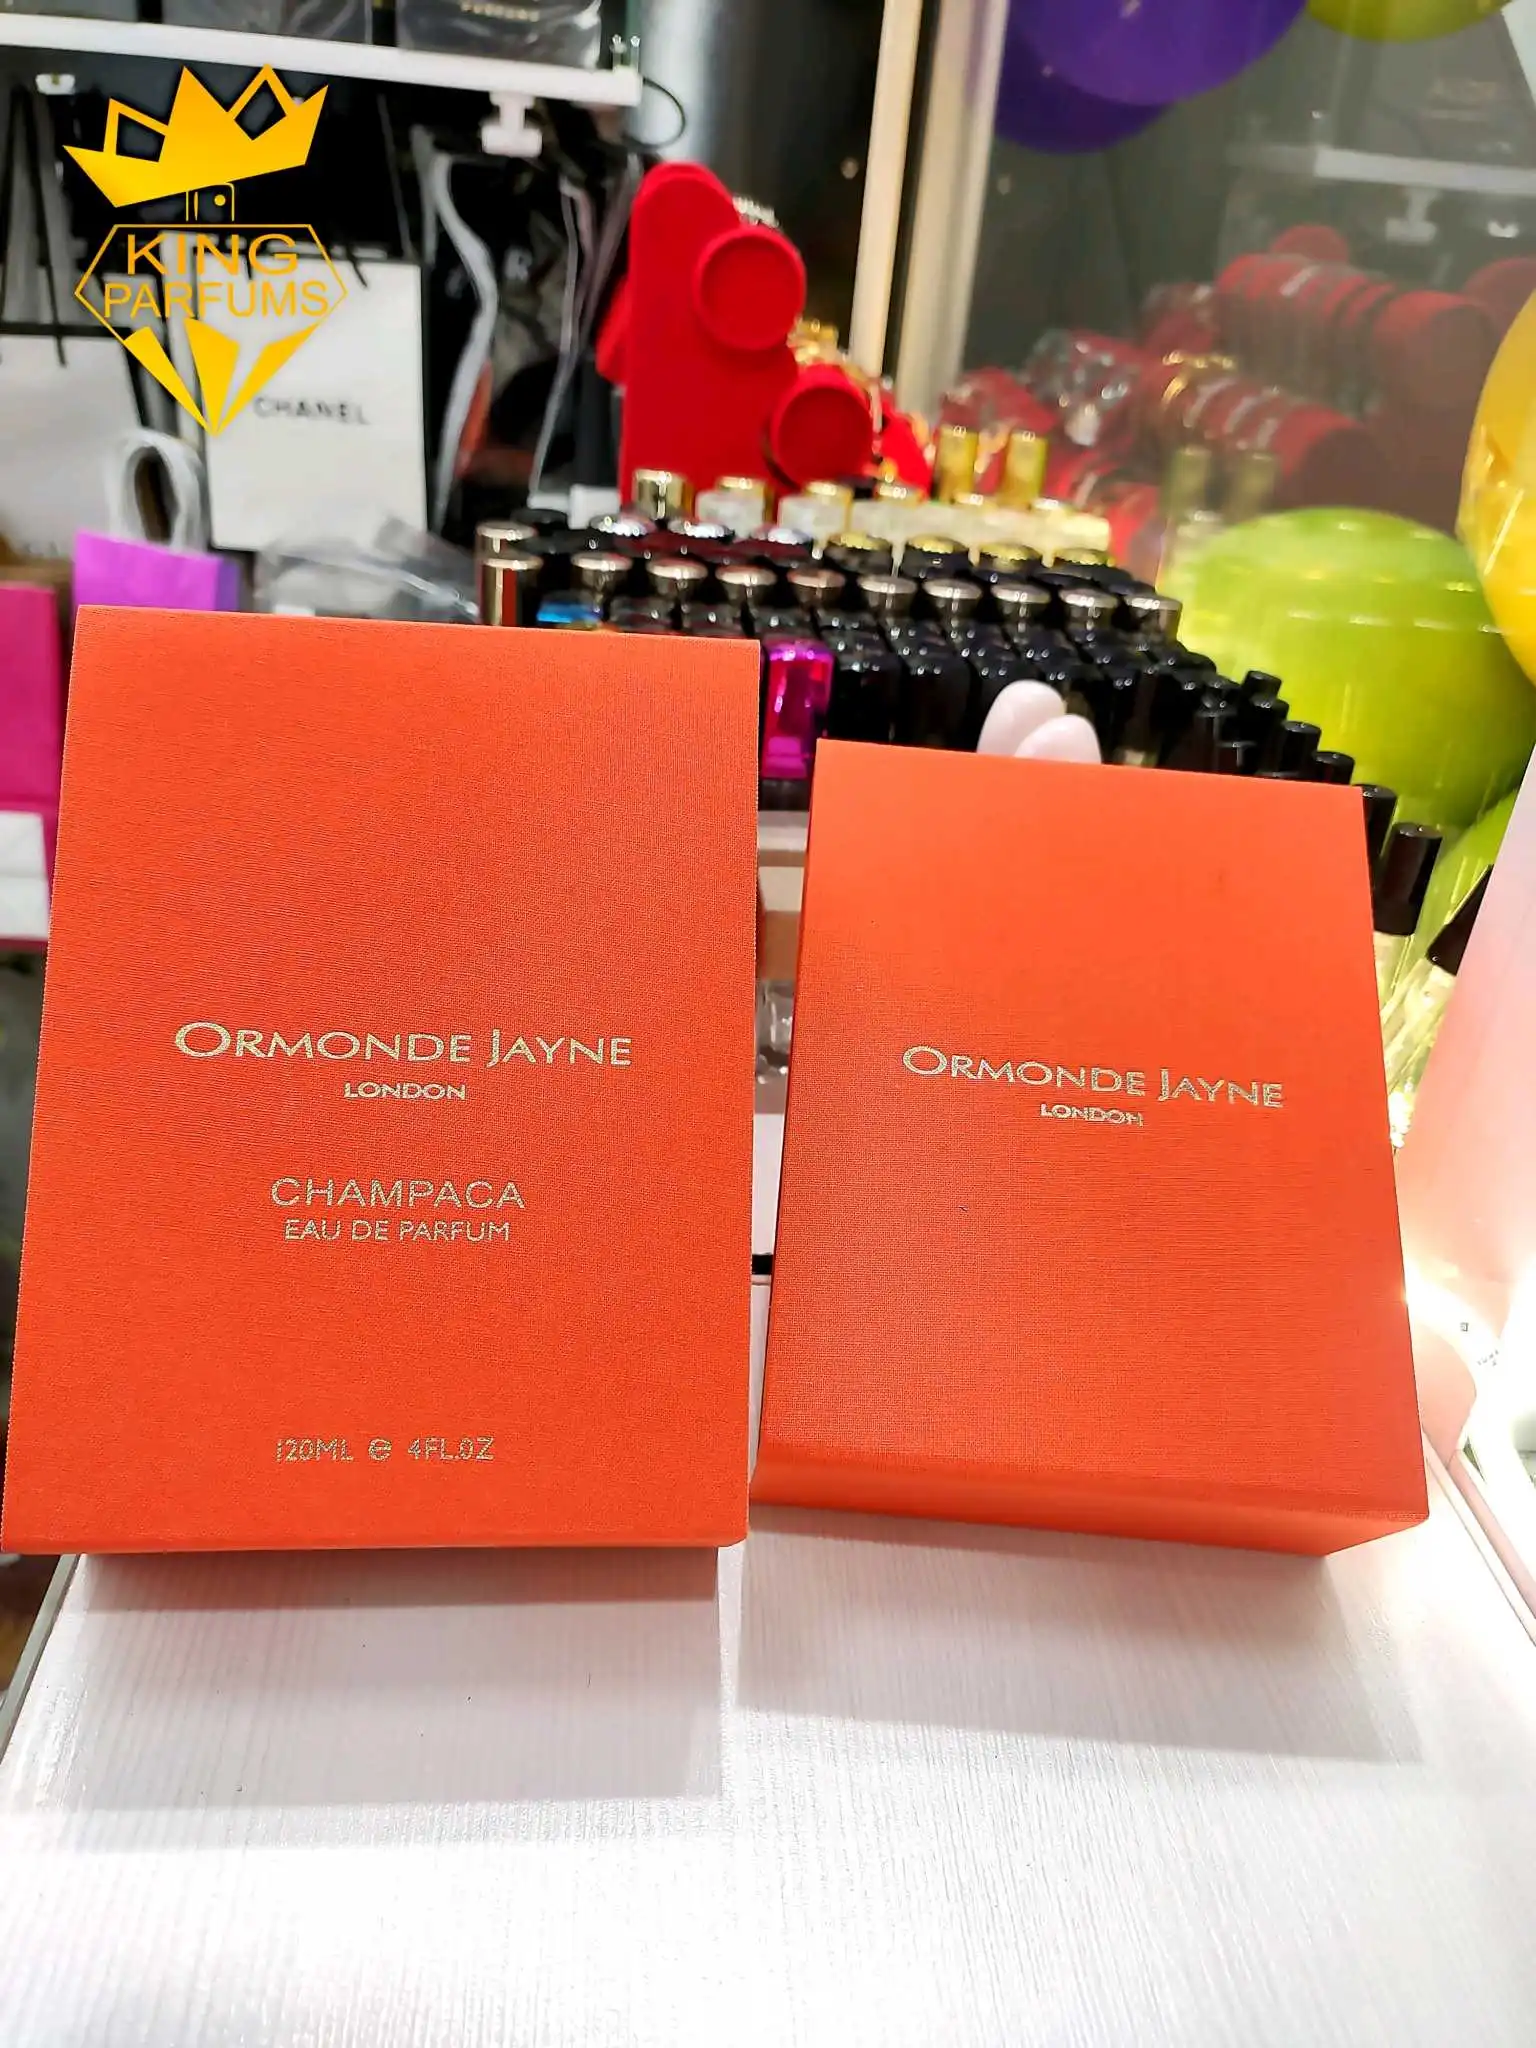 KING
PARFUMS
CHANEL
ORMONDE JAYNE
LONDON
CHAMPACA
EAU DE PARFUM
120ML e 4FL.OZ
ORMONDE JAYNE
LONDON